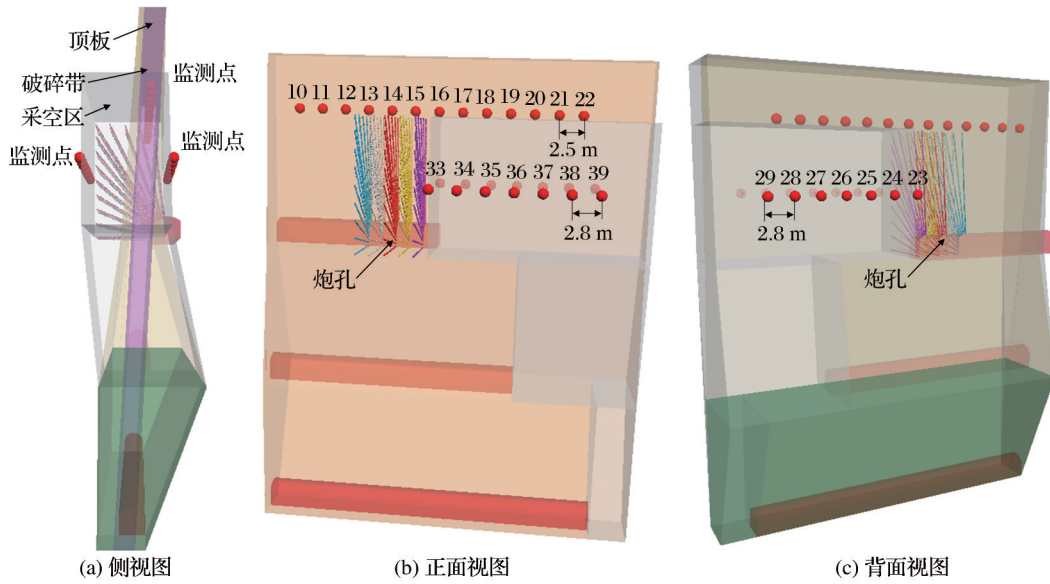 顶板
破碎带
监测点
采空区
监测点
监测点
(a) 侧视图
10 11 12 13 14 15 16 17 18 19 20 21 22
2.5 m
33 34 35 36 37 38 39
2.8 m
炮孔
(b) 正面视图
29 28 27 26 25 24 23
2.8 m
炮孔
(c) 背面视图